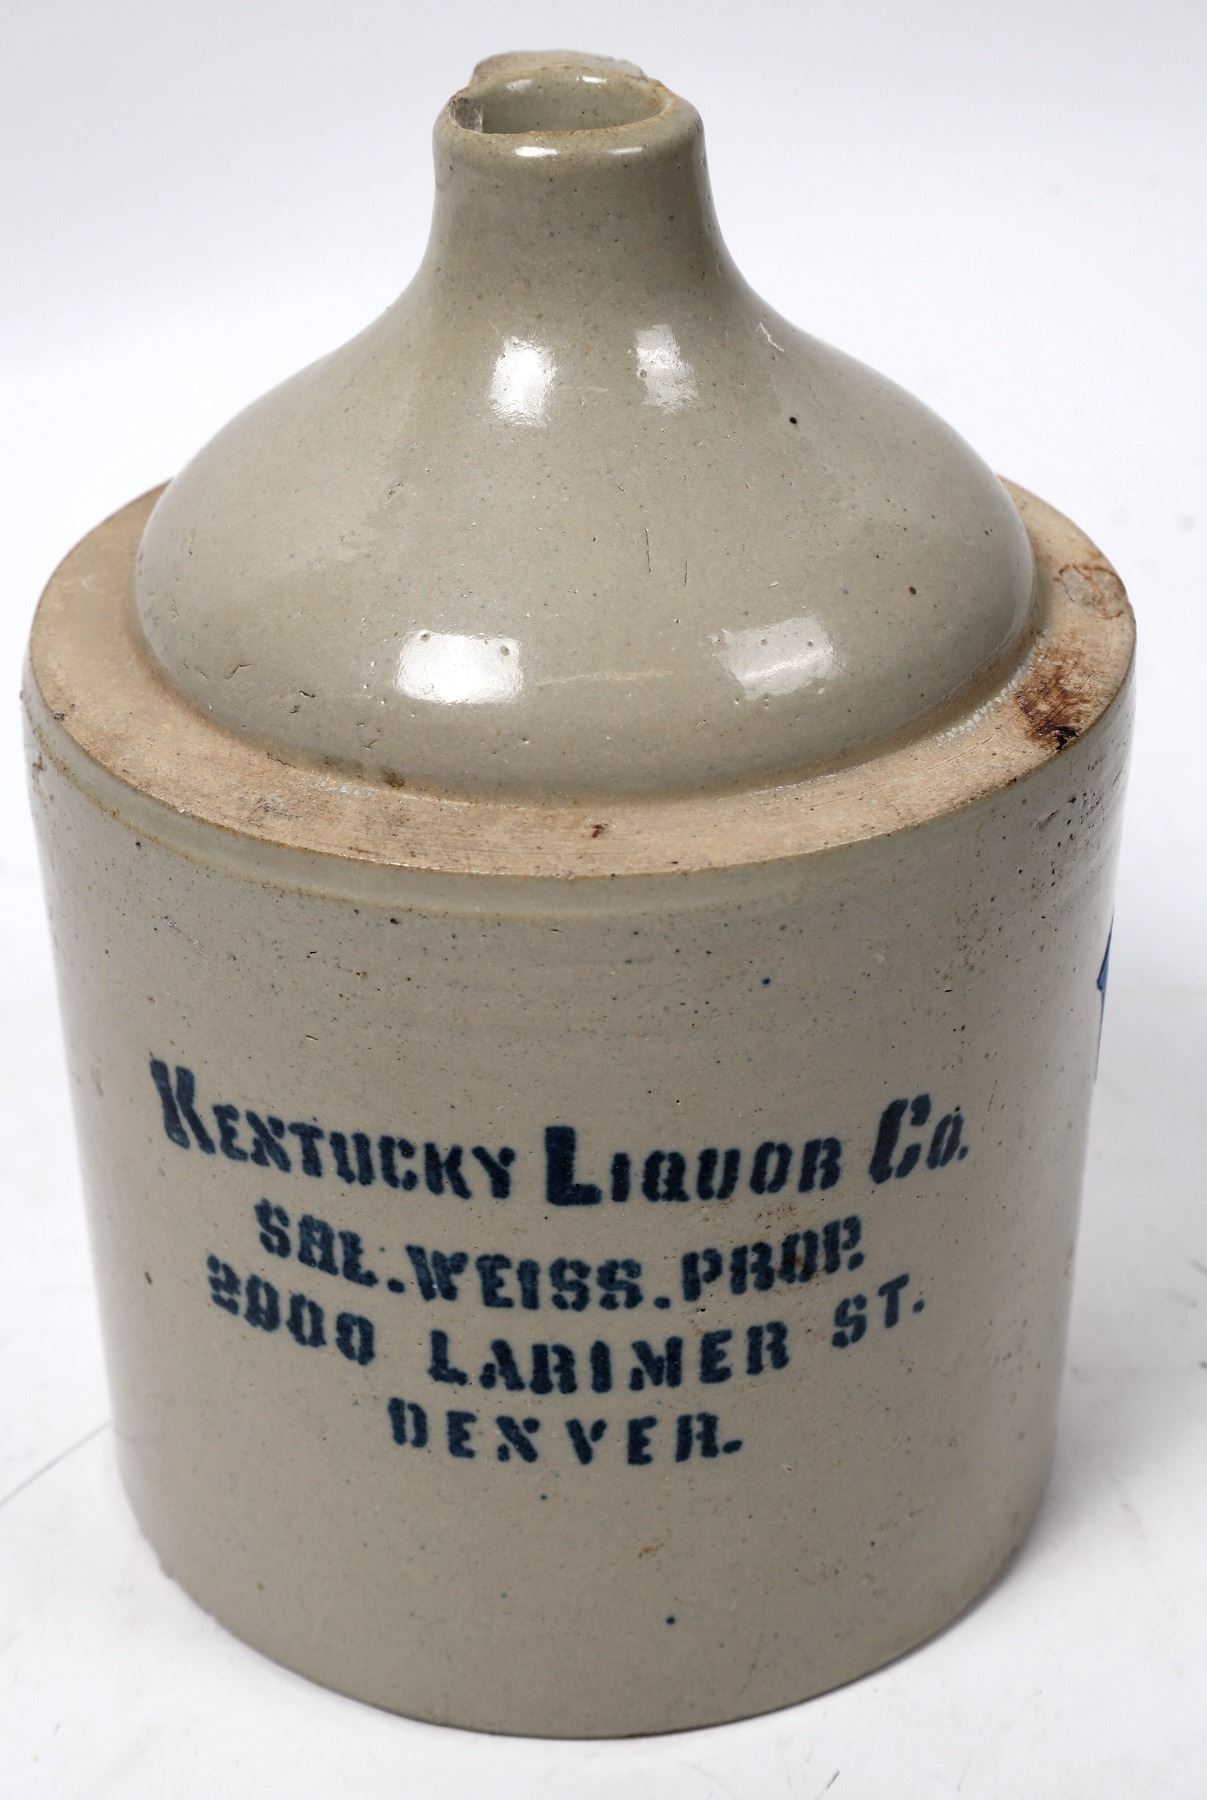 Kentucky Liquor Co.
SAL. WEISS. PROP.
2000 LARIMER ST.
DENVER.